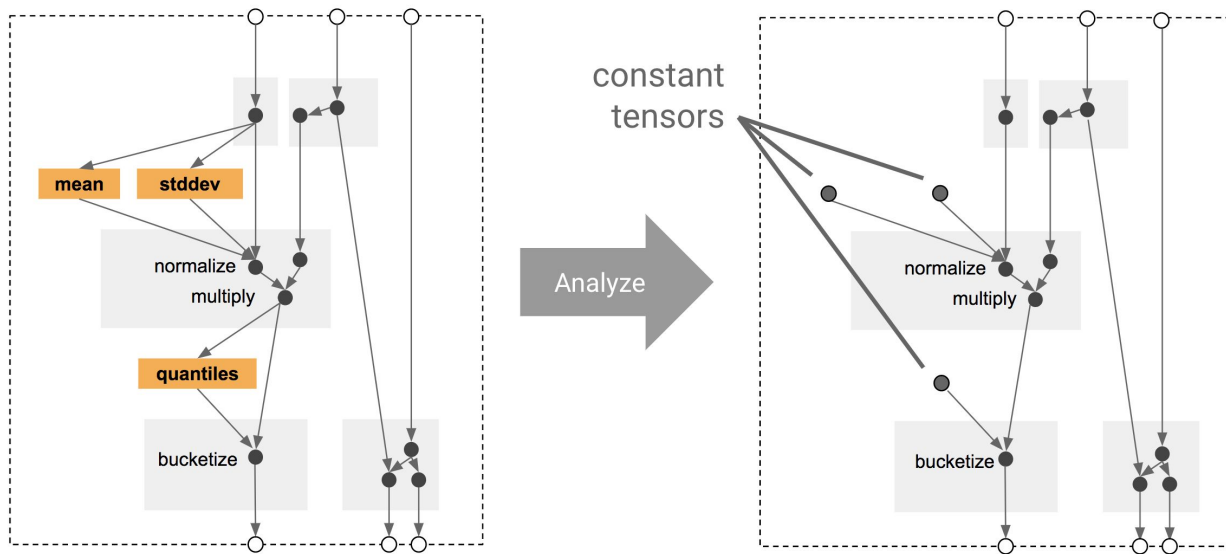 mean
stddev
normalize
multiply
quantiles
bucketize
Analyze
constant
tensors
normalize
multiply
bucketize